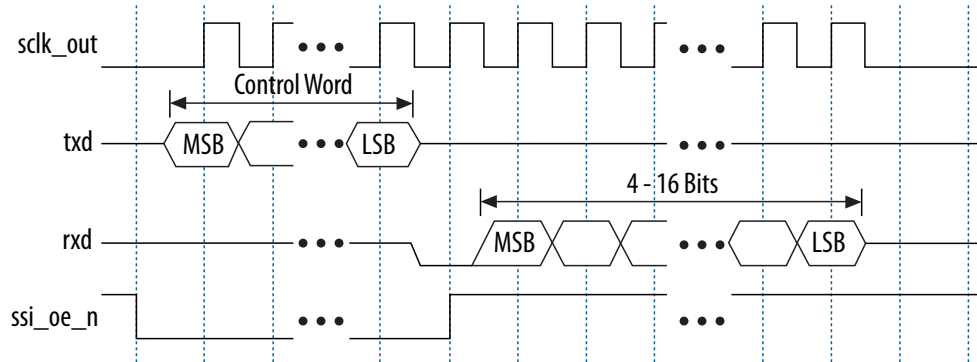 sclk_out
Control Word
txd
MSB
LSB
4 - 16 Bits
rxd
MSB
LSB
ssi_oe_n